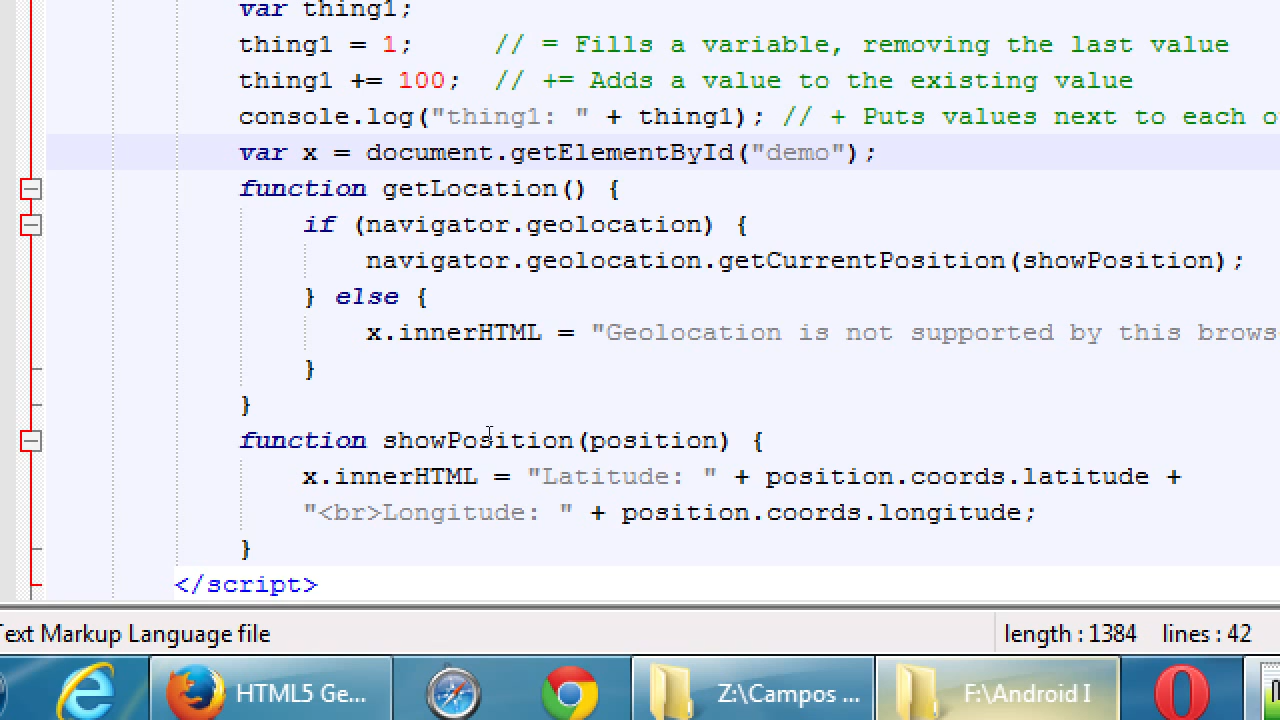 var thing1;
thing1 = 1; // = Fills a variable, removing the last value
thing1 += 100; // += Adds a value to the existing value
console.log("thing1: " + thing1); // + Puts values next to each
var x = document.getElementById("demo");
function getLocation() {
if (navigator.geolocation) {
navigator.geolocation.getCurrentPosition(showPosition);
} else {
x.innerHTML = "Geolocation is not supported by this brows
}
}
function showPosition(position) {
x.innerHTML = "Latitude: " + position.coords.latitude +
"<br>Longitude: " + position.coords.longitude;
}
</script>
ext Markup Language file length : 1384 lines : 42
HTML5 Ge... Z:\Campos ... F:\Android I